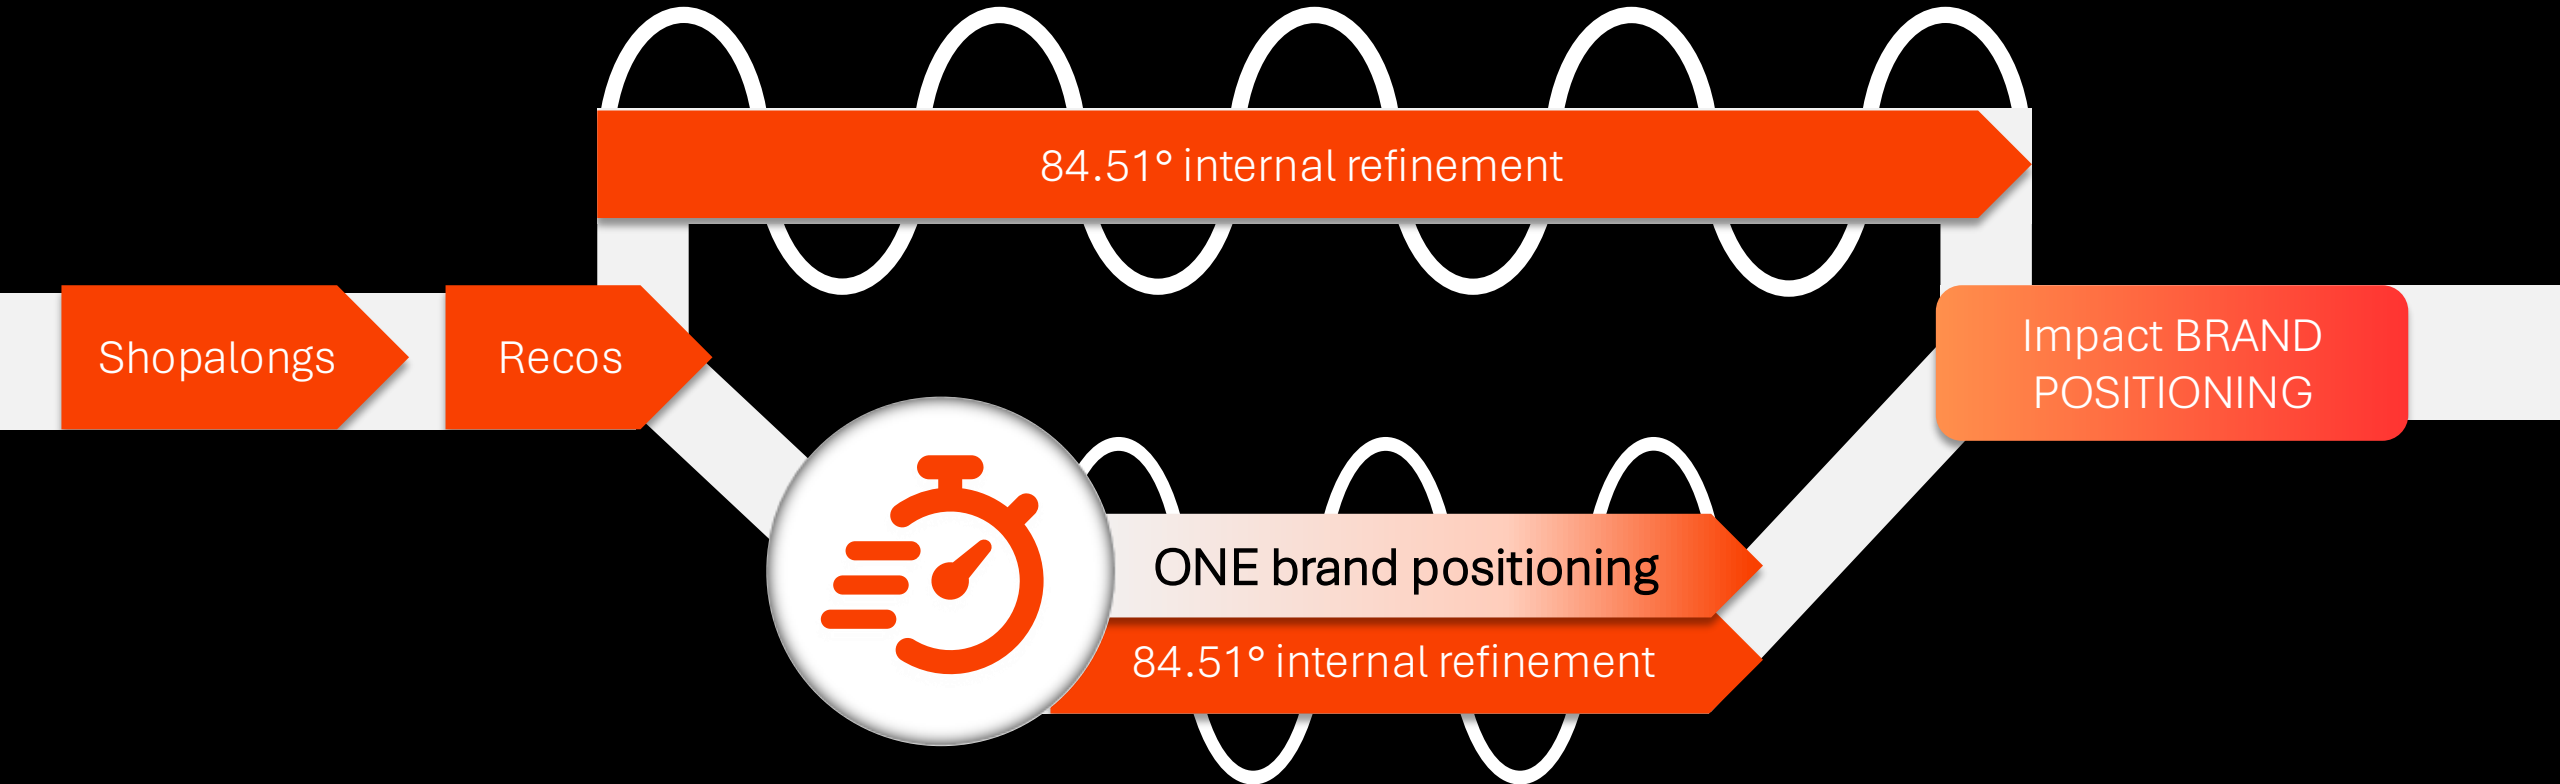 84.51° internal refinement
Shopalongs
Recos
Impact BRAND
POSITIONING
ONE brand positioning
84.51° internal refinement